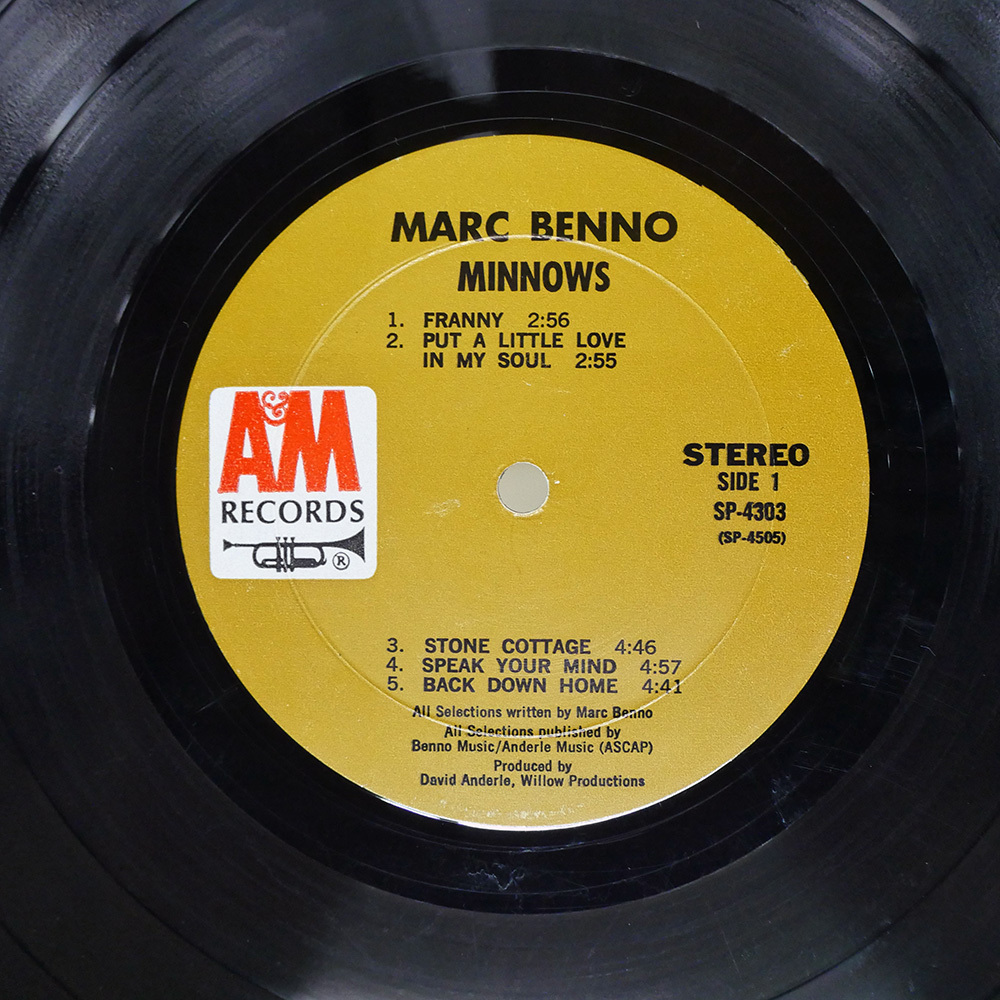 MARC BENNO
MINNOWS
1. FRANNY 2:56
2. PUT A LITTLE LOVE
IN MY SOUL 2:55
A&M
RECORDS
®
STEREO
SIDE 1
SP-4303
(SP-4505)
3. STONE COTTAGE 4:46
4. SPEAK YOUR MIND 4:57
5. BACK DOWN HOME 4:41
All Selections written by Marc Benno
All Selections published by
Benno Music/Anderle Music (ASCAP)
Produced by
David Anderle, Willow Productions